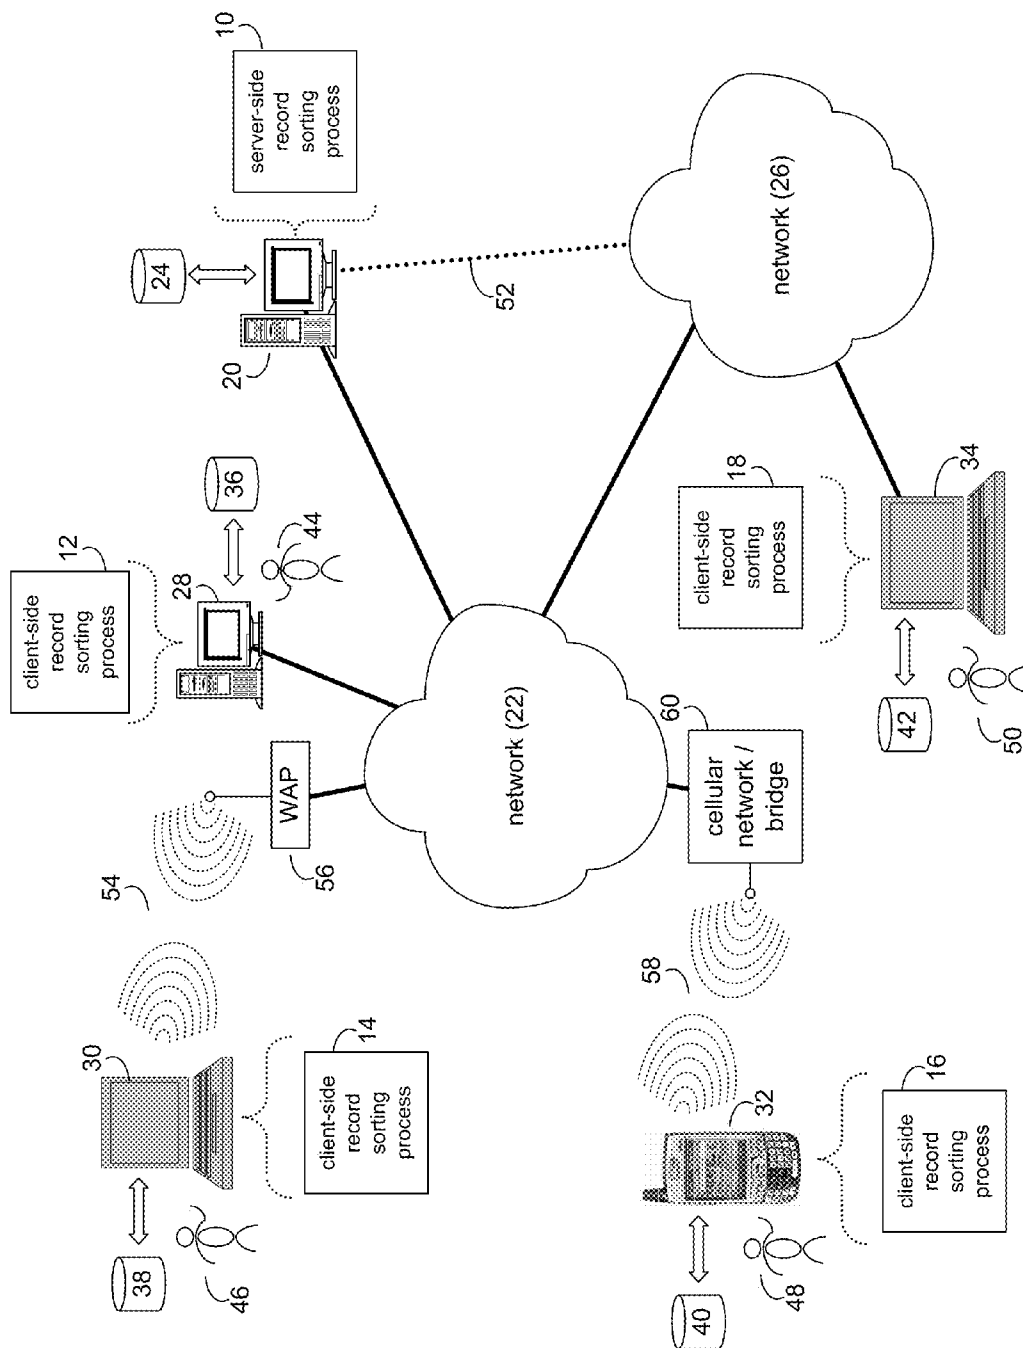 10
server-side
record
sorting
process
24
20
52
network (26)
12
client-side
record
sorting
process
28
36
44
18
client-side
record
sorting
process
34
42
50
WAP
56
54
network (22)
60
cellular
network /
bridge
58
30
14
client-side
record
sorting
process
38
46
32
16
client-side
record
sorting
process
40
48